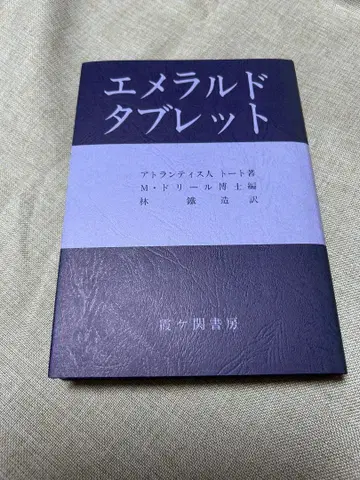 エメラルド
タブレット
アトランティス人 トート著
M・ドリール博士編
林 鐵造訳
霞ケ関書房